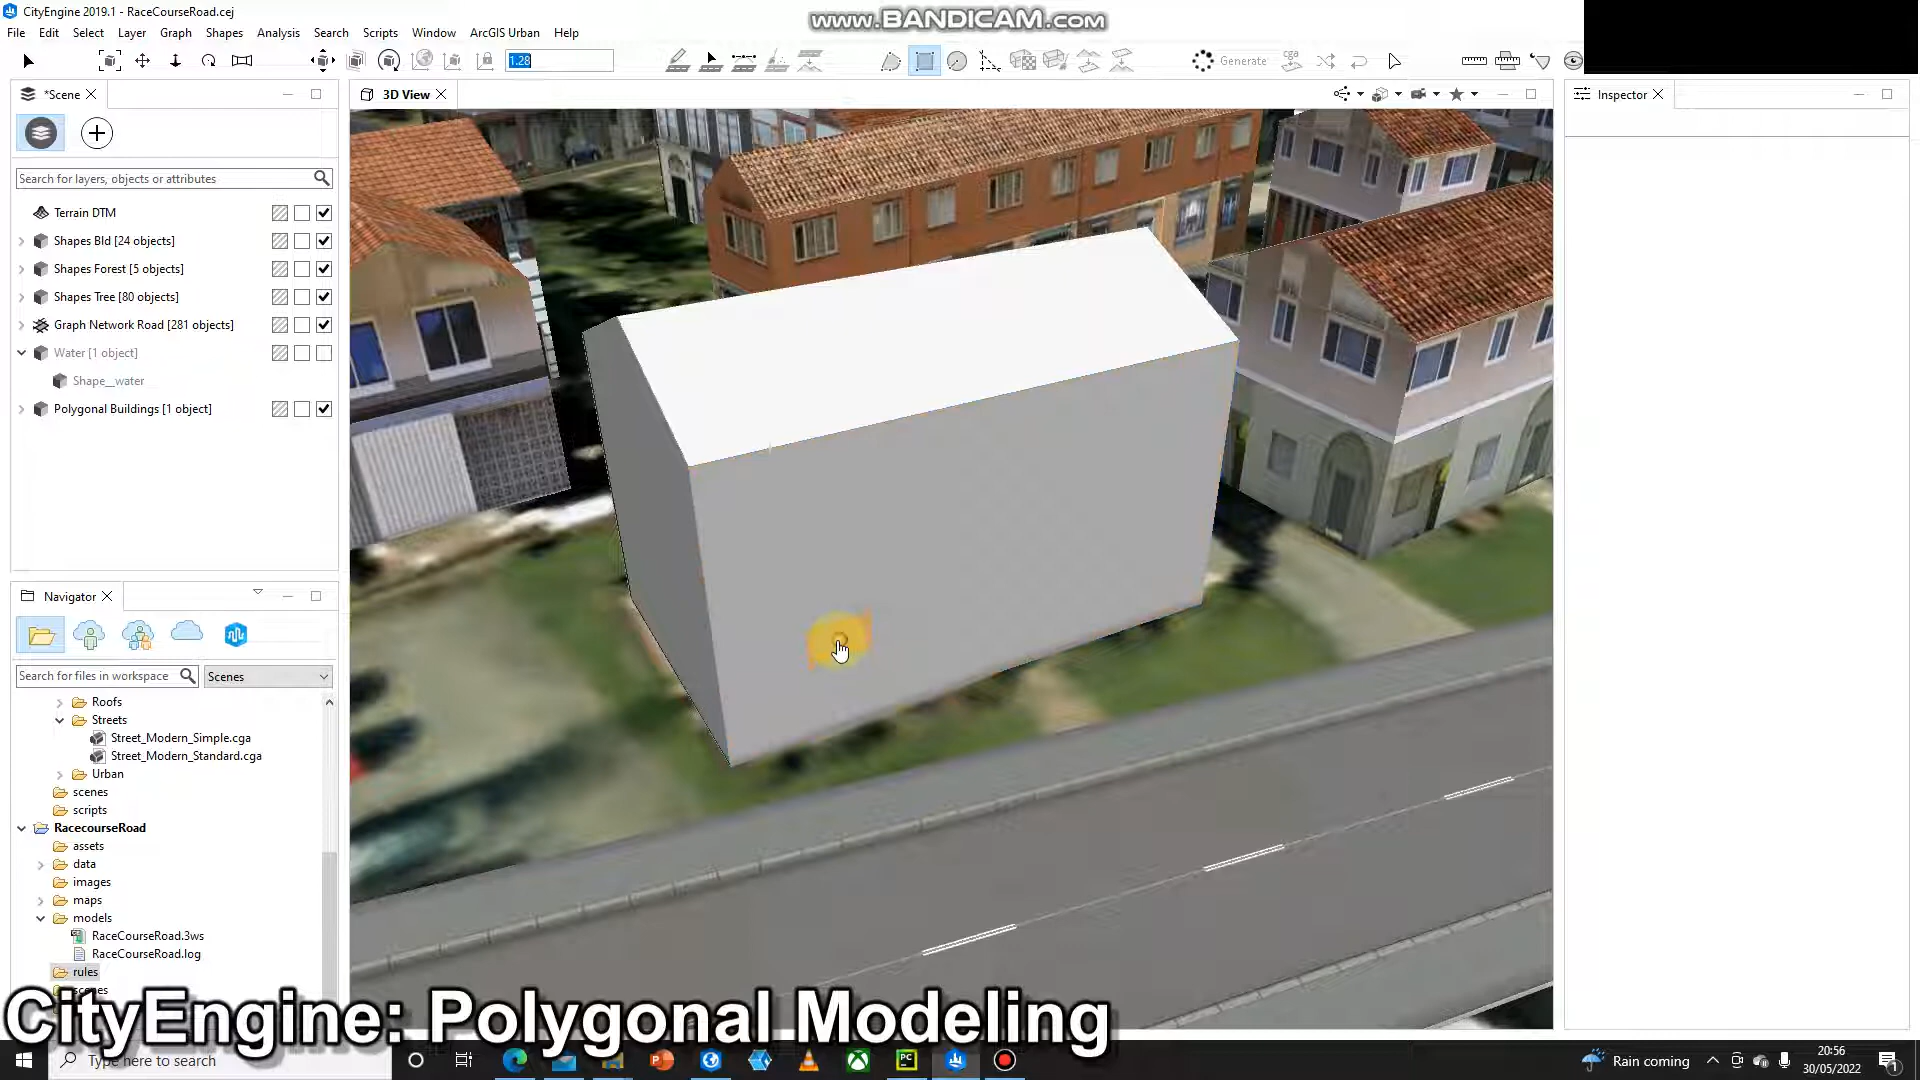 CityEngine 2019.1 - RaceCourseRoad.cej
WWW.BANDICAM.COM
File Edit Select Layer Graph Shapes Analysis Search Scripts Window ArcGIS Urban Help
1.28
Generate
cga
*Scene
3D View
Inspector
Search for layers, objects or attributes
Terrain DTM
Shapes Bld [24 objects]
Shapes Forest [5 objects]
Shapes Tree [80 objects]
Graph Network Road [281 objects]
Water [1 object]
Shape_water
Polygonal Buildings [1 object]
Navigator
Search for files in workspace
Scenes
Roofs
Streets
Street_Modern_Simple.cga
Street_Modern_Standard.cga
Urban
scenes
scripts
RacecourseRoad
assets
data
images
maps
models
RaceCourseRoad.3ws
RaceCourseRoad.log
rules
scenes
CityEngine: Polygonal Modeling
Type here to search
Rain coming
20:56
30/05/2022
1